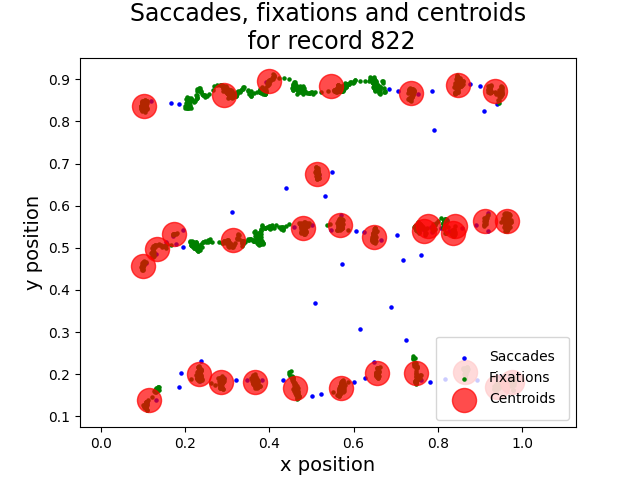 Saccades, fixations and centroids
for record 822
0.9
0.8
0.7
0.6
0.5
0.4
0.3
0.2
0.1
y position
Saccades
Fixations
Centroids
0.0
0.2
0.4
0.6
0.8
1.0
x position